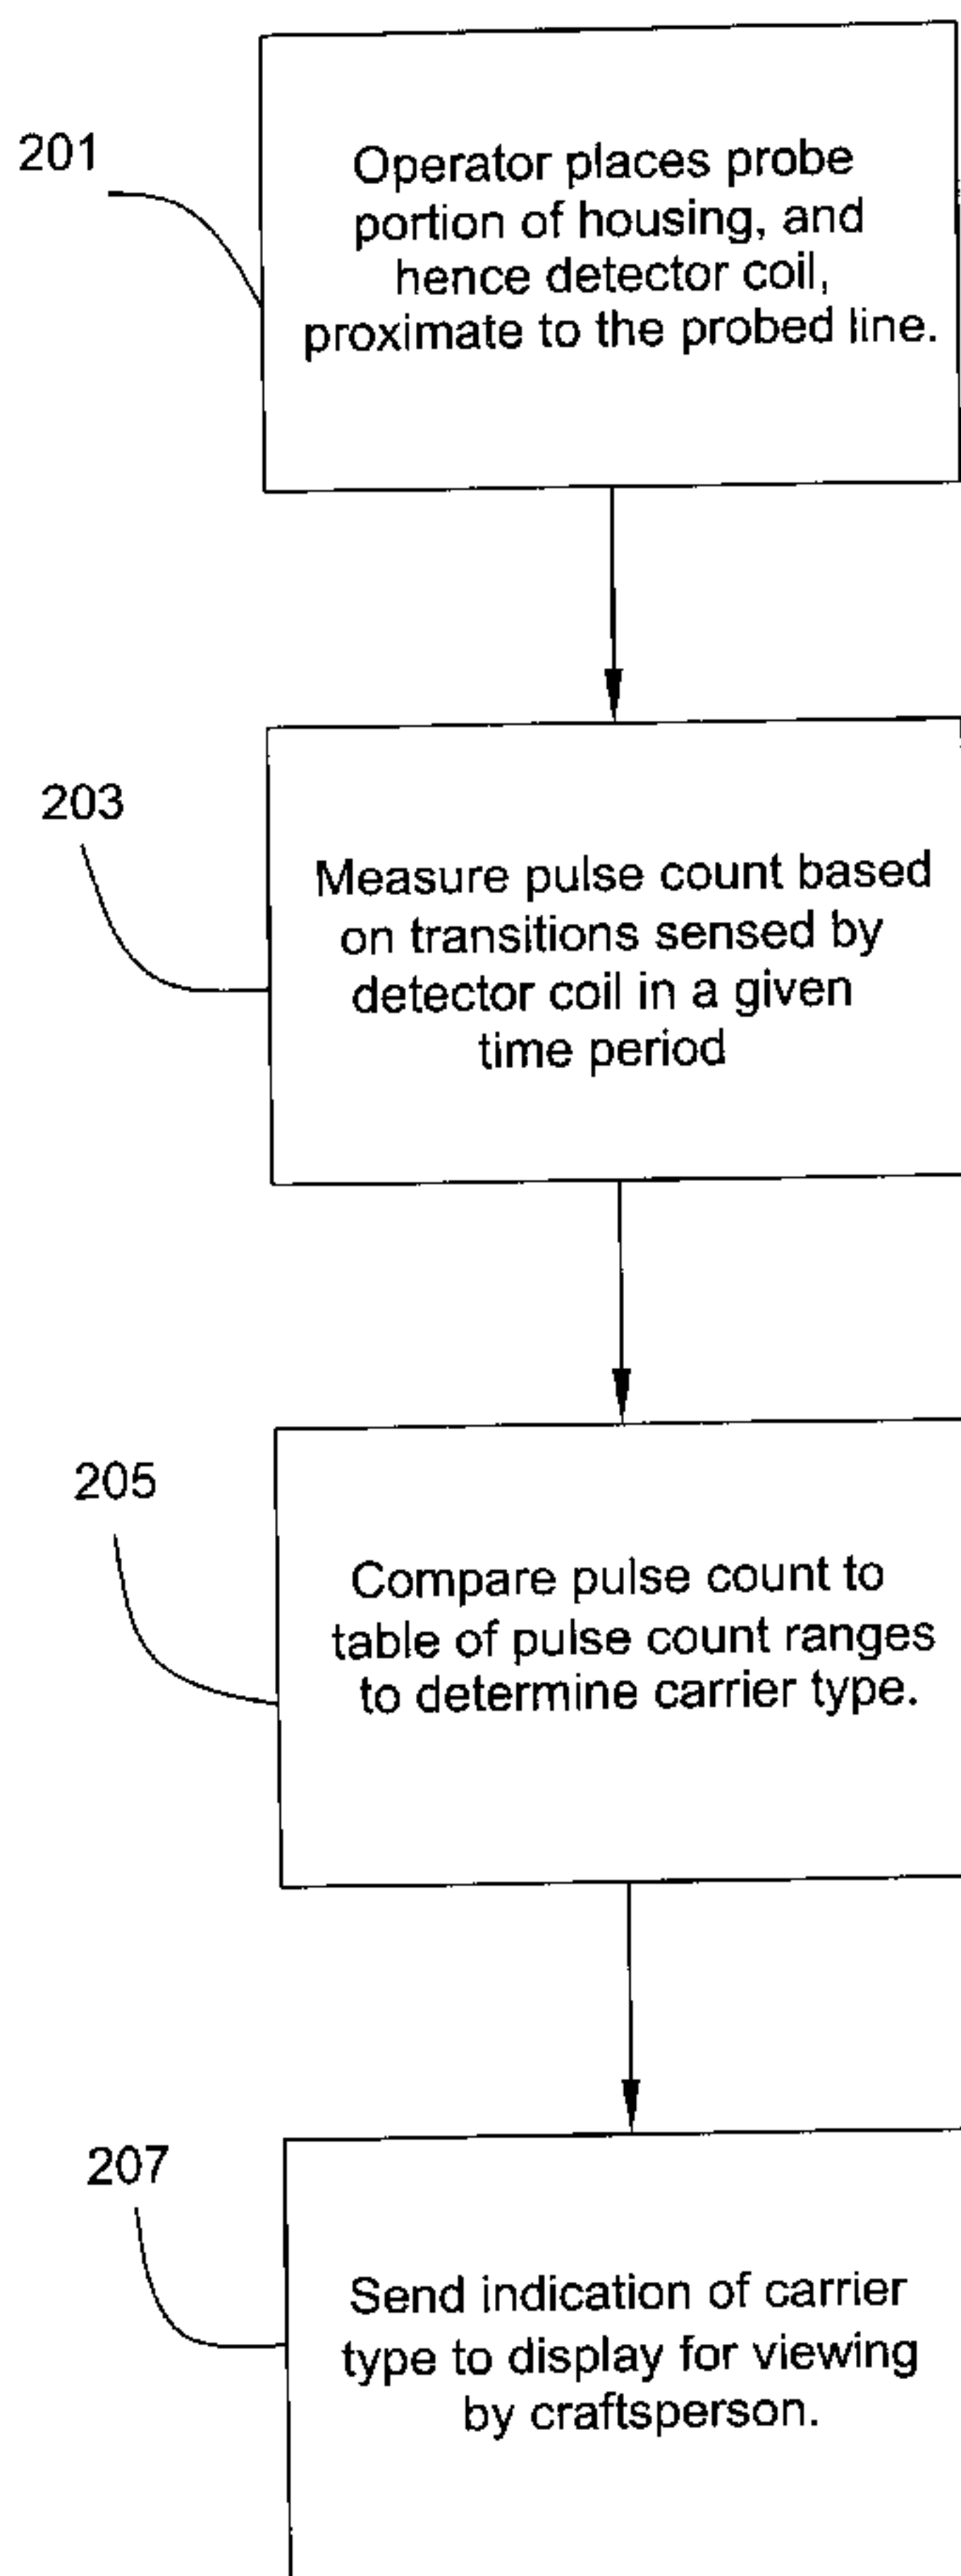 201
Operator places probe
portion of housing, and
hence detector coil,
proximate to the probed line.
203
Measure pulse count based
on transitions sensed by
detector coil in a given
time period
205
Compare pulse count to
table of pulse count ranges
to determine carrier type.
207
Send indication of carrier
type to display for viewing
by craftsperson.